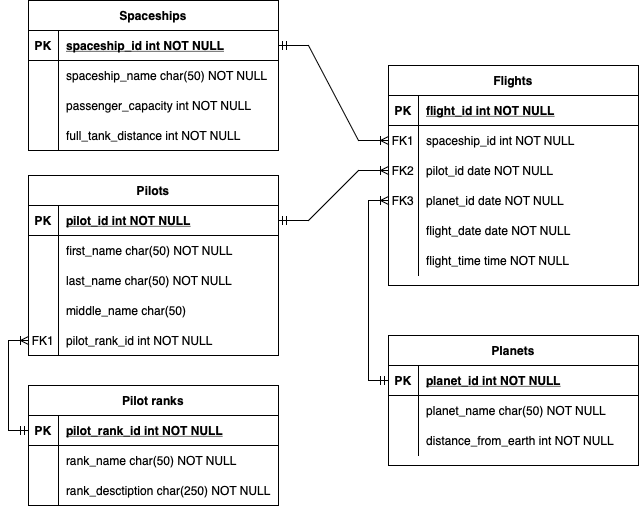 Spaceships
PK spaceship_id int NOT NULL
spaceship_name char(50) NOT NULL
passenger_capacity int NOT NULL
full_tank_distance int NOT NULL
Pilots
PK pilot_id int NOT NULL
first_name char(50) NOT NULL
last_name char(50) NOT NULL
middle_name char(50)
FK1 pilot_rank_id int NOT NULL
Pilot ranks
PK pilot_rank_id int NOT NULL
rank_name char(50) NOT NULL
rank_desctiption char(250) NOT NULL
Flights
PK flight_id int NOT NULL
FK1 spaceship_id int NOT NULL
FK2 pilot_id date NOT NULL
FK3 planet_id date NOT NULL
flight_date date NOT NULL
flight_time time NOT NULL
Planets
PK planet_id int NOT NULL
planet_name char(50) NOT NULL
distance_from_earth int NOT NULL